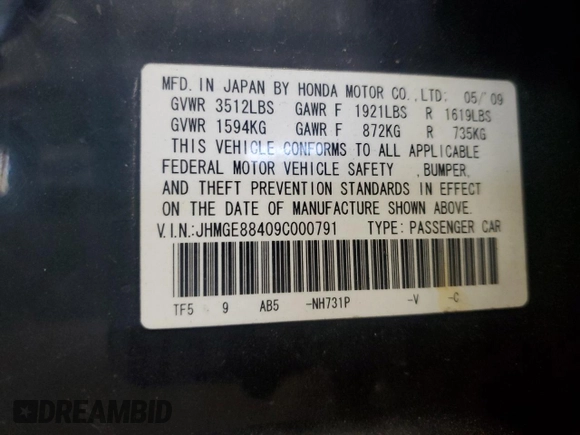 MFD. IN JAPAN BY HONDA MOTOR CO.,LTD: 05/'09
GVWR 3512LBS GAWR F 1921LBS R 1619LBS
GVWR 1594KG GAWR F 872KG R 735KG
THIS VEHICLE CONFORMS TO ALL APPLICABLE
FEDERAL MOTOR VEHICLE SAFETY ,BUMPER,
AND THEFT PREVENTION STANDARDS IN EFFECT
ON THE DATE OF MANUFACTURE SHOWN ABOVE.
V.I.N.:JHMGE88409C000791 TYPE: PASSENGER CAR
TF5 9 AB5 -NH731P -V -C
DREAMBID